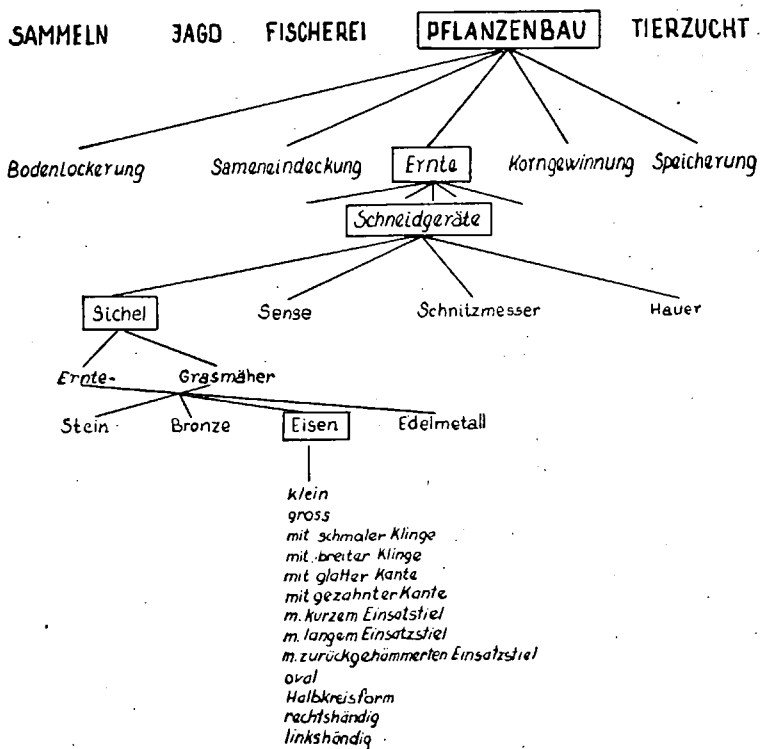 SAMMELN JAGD FISCHEREI PFLANZENBAU TIERZUCHT
Bodenlockerung Sameneindeckung Ernte Korngewinnung Speicherung
Schneidgeräte
Sichel Sense Schnitzmesser Hauer
Ernte- Grasmäher
Stein Bronze Eisen Edelmetall
klein
gross
mit schmaler Klinge
mit breiter Klinge
mit glatter Kante
mit gezahnter Kante
m. kurzem Einsatstiel
m. langem Einsatzstiel
m. zurückgehämmerten Einsatzstiel
oval
Halbkreisform
rechtshändig
linkshändig